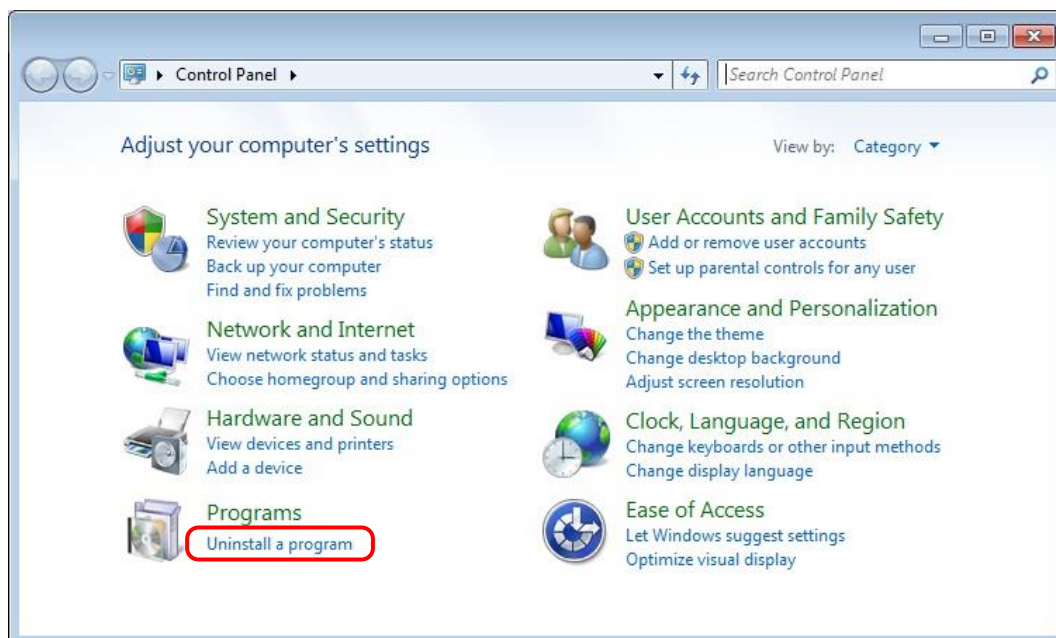 Control Panel
Search Control Panel
Adjust your computer's settings
View by: Category
System and Security
Review your computer's status
Back up your computer
Find and fix problems
Network and Internet
View network status and tasks
Choose homegroup and sharing options
Hardware and Sound
View devices and printers
Add a device
Programs
Uninstall a program
User Accounts and Family Safety
Add or remove user accounts
Set up parental controls for any user
Appearance and Personalization
Change the theme
Change desktop background
Adjust screen resolution
Clock, Language, and Region
Change keyboards or other input methods
Change display language
Ease of Access
Let Windows suggest settings
Optimize visual display